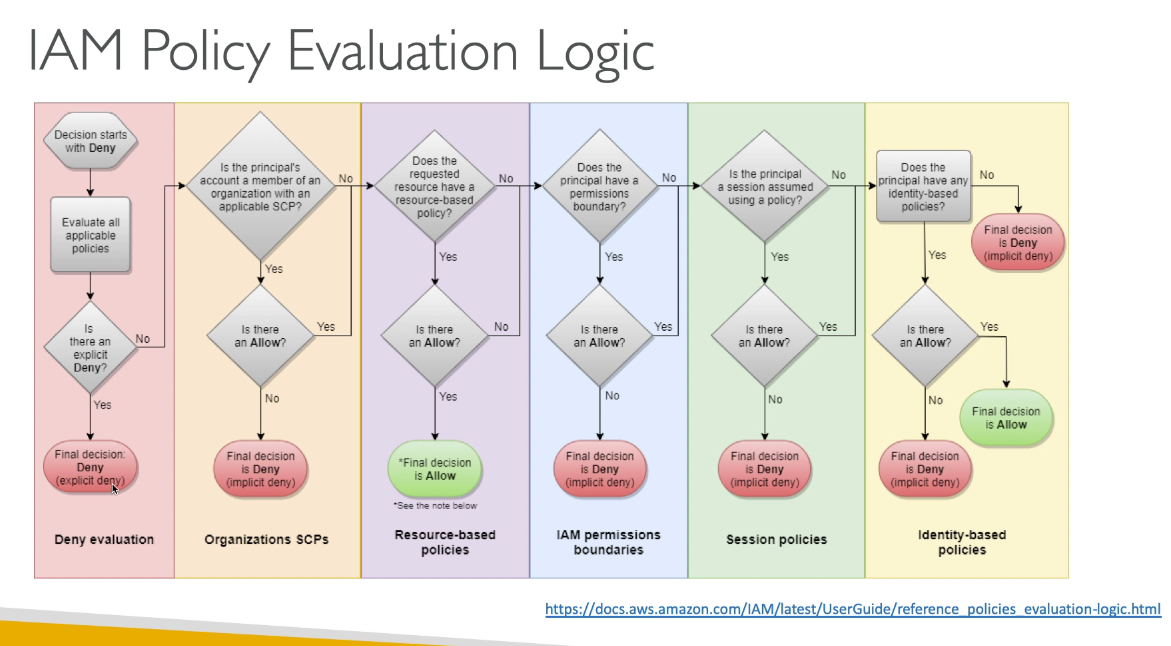 IAM Policy Evaluation Logic
Decision starts
with Deny
Evaluate all
applicable
policies
Is
there an
explicit
Deny?
No
Yes
Final decision:
Deny
(explicit deny)
Deny evaluation
Is the principal's
account a member of an
organization with an
applicable SCP?
No
Yes
Is there
an Allow?
Yes
No
Final decision
is Deny
(implicit deny)
Organizations SCPs
Does the
requested
resource have a
resource-based
policy?
No
Yes
Is there
an Allow?
No
Yes
*Final decision
is Allow
*See the note below
Resource-based
policies
Does the
principal have a
permissions
boundary?
No
Yes
Is there
an Allow?
Yes
No
Final decision
is Deny
(implicit deny)
IAM permissions
boundaries
Is the principal
a session assumed
using a policy?
No
Yes
Is there
an Allow?
Yes
No
Final decision
is Deny
(implicit deny)
Session policies
Does the
principal have any
identity-based
policies?
No
Final decision
is Deny
(implicit deny)
Yes
Is there
an Allow?
Yes
Final decision
is Allow
No
Final decision
is Deny
(implicit deny)
Identity-based
policies
https://docs.aws.amazon.com/IAM/latest/UserGuide/reference_policies_evaluation-logic.html